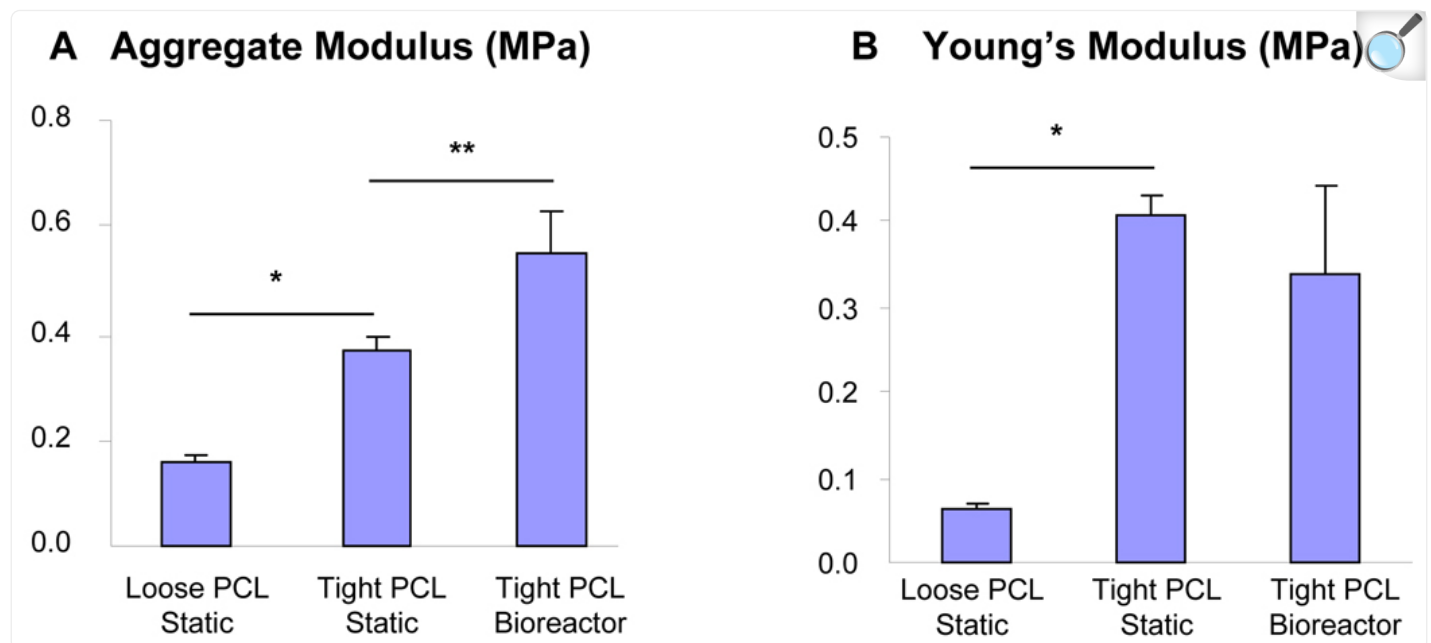 A Aggregate Modulus (MPa)
0.8
0.6
0.4
0.2
0.0
*
**
Loose PCL
Static
Tight PCL
Static
Tight PCL
Bioreactor
B Young’s Modulus (MPa)
0.5
0.4
0.3
0.2
0.1
0.0
*
Loose PCL
Static
Tight PCL
Static
Tight PCL
Bioreactor